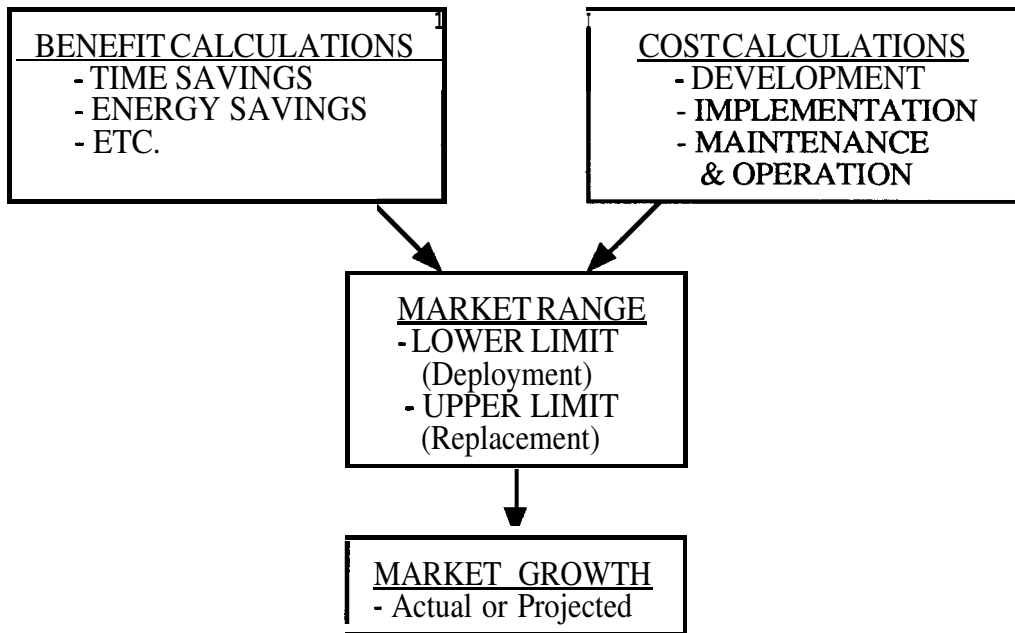 BENEFIT CALCULATIONS
- TIME SAVINGS
- ENERGY SAVINGS
- ETC.
COST CALCULATIONS
- DEVELOPMENT
- IMPLEMENTATION
- MAINTENANCE
& OPERATION
MARKET RANGE
- LOWER LIMIT
(Deployment)
- UPPER LIMIT
(Replacement)
MARKET GROWTH
- Actual or Projected